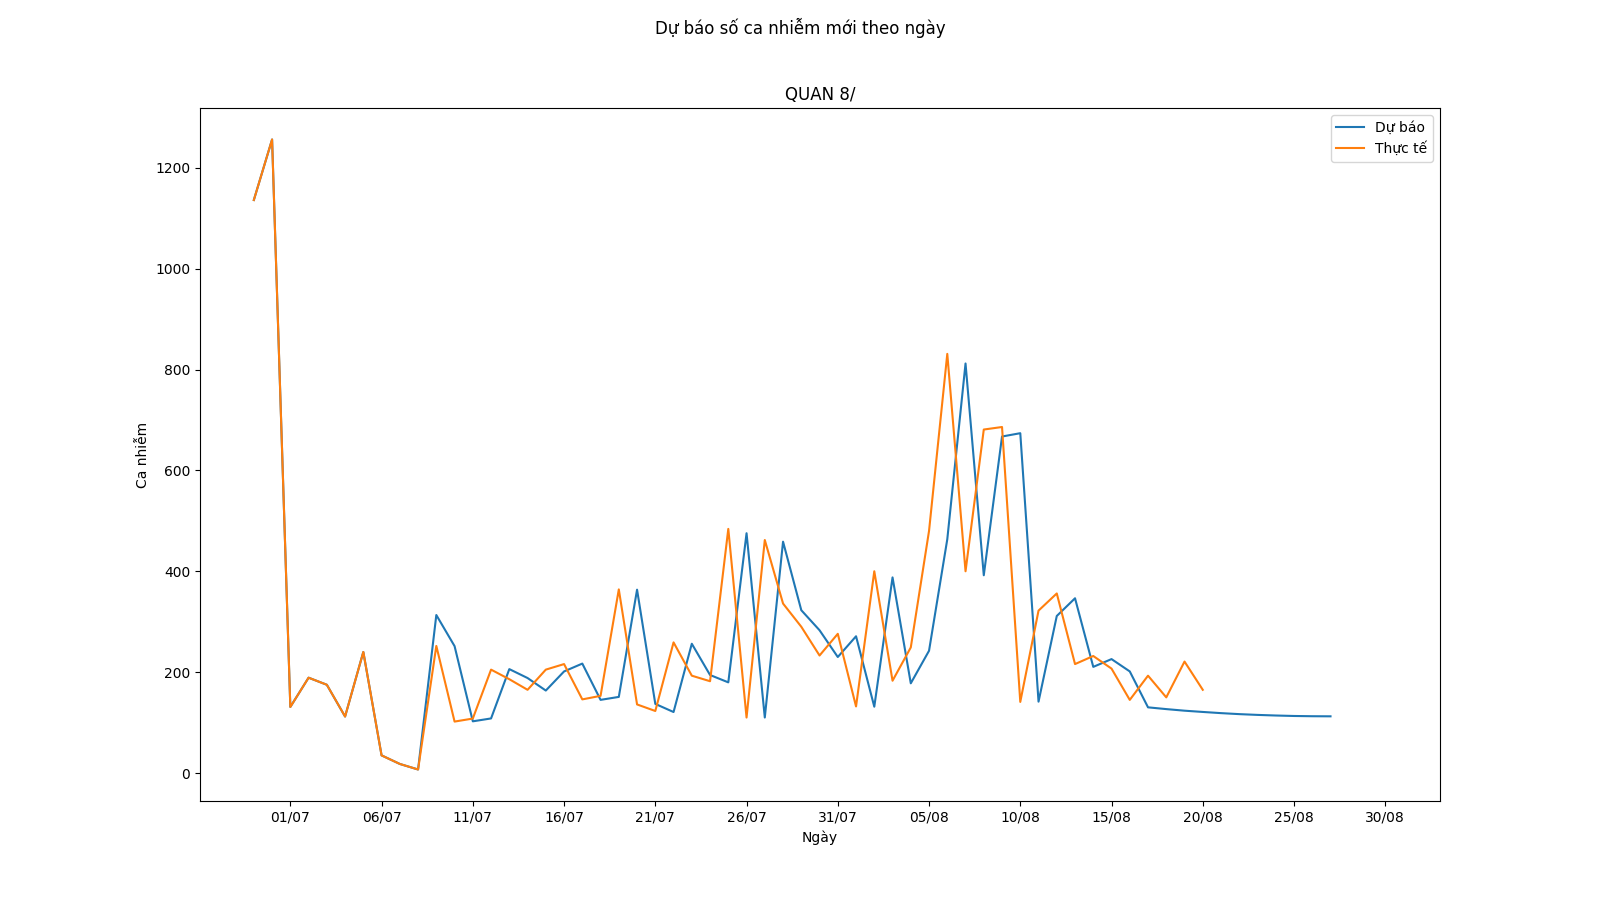 Dự báo số ca nhiễm mới theo ngày
QUAN 8/
Dự báo
Thực tế
1200
1000
800
600
400
200
0
Ca nhiễm
01/07 06/07 11/07 16/07 21/07 26/07 31/07 05/08 10/08 15/08 20/08 25/08 30/08
Ngày